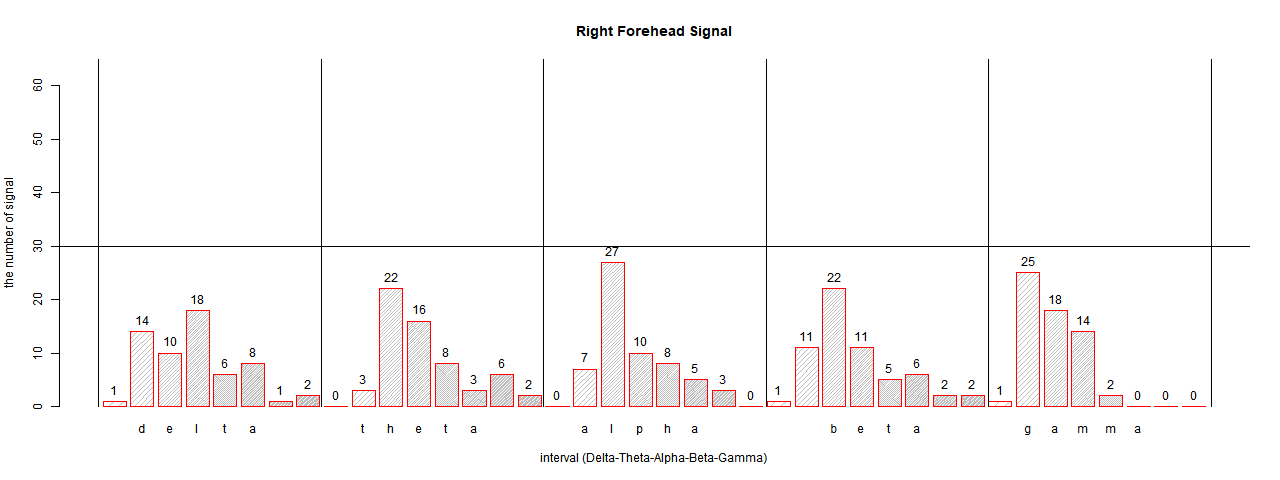 Right Forehead Signal
the number of signal
60
50
40
30
20
10
0
1 14 10 18 6 8 1 2 0 3 22 16 8 3 6 2 0 7 27 10 8 5 3 0 1 11 22 11 5 6 2 2 1 25 18 14 2 0 0 0
d e l t a t h e t a a l p h a b e t a g a m m a
interval (Delta-Theta-Alpha-Beta-Gamma)